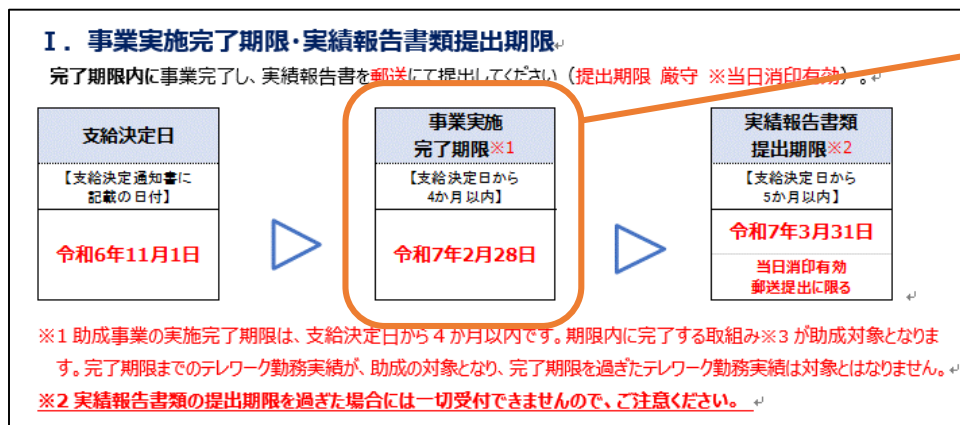 Ⅰ．事業実施完了期限・実績報告書類提出期限
完了期限内に事業完了し、実績報告書を郵送にて提出してください（提出期限 厳守 ※当日消印有効）。
支給決定日
【支給決定通知書に
記載の日付】
令和6年11月1日
事業実施
完了期限※1
【支給決定日から
4か月以内】
令和7年2月28日
実績報告書類
提出期限※2
【支給決定日から
5か月以内】
令和7年3月31日
当日消印有効
郵送提出に限る
※1 助成事業の実施完了期限は、支給決定日から 4 か月以内です。期限内に完了する取組み※3 が助成対象となりま
す。完了期限までのテレワーク勤務実績が、助成の対象となり、完了期限を過ぎたテレワーク勤務実績は対象とはなりません。
※2 実績報告書類の提出期限を過ぎた場合には一切受付できませんので、ご注意ください。